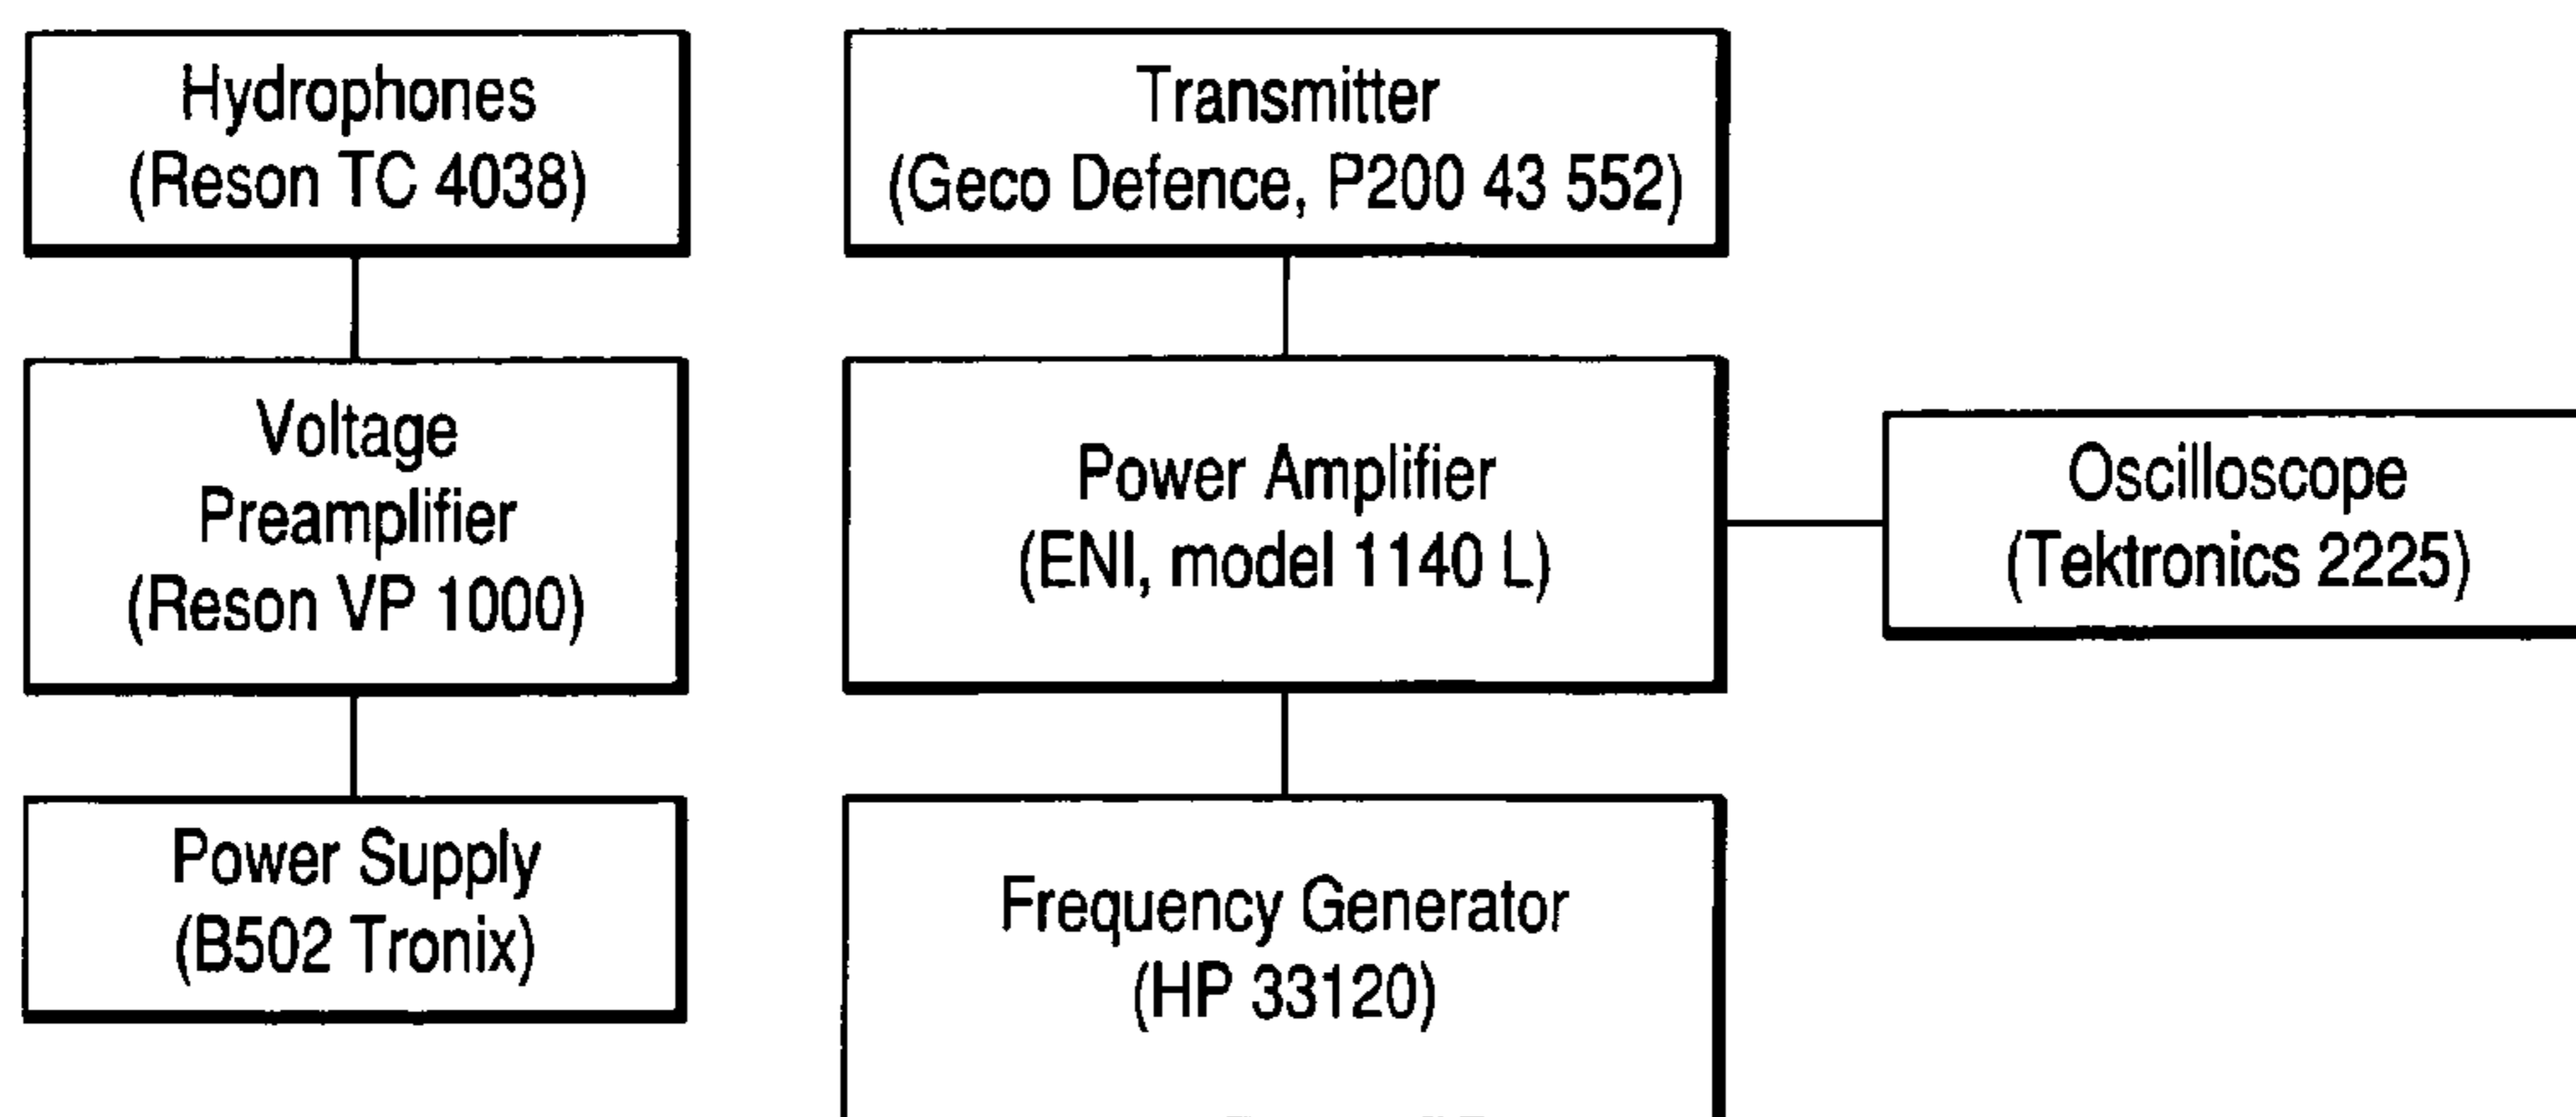 Hydrophones
(Reson TC 4038)
Transmitter
(Geco Defence, P200 43 552)
Voltage
Preamplifier
(Reson VP 1000)
Power Amplifier
(ENI, model 1140 L)
Oscilloscope
(Tektronics 2225)
Power Supply
(B502 Tronix)
Frequency Generator
(HP 33120)